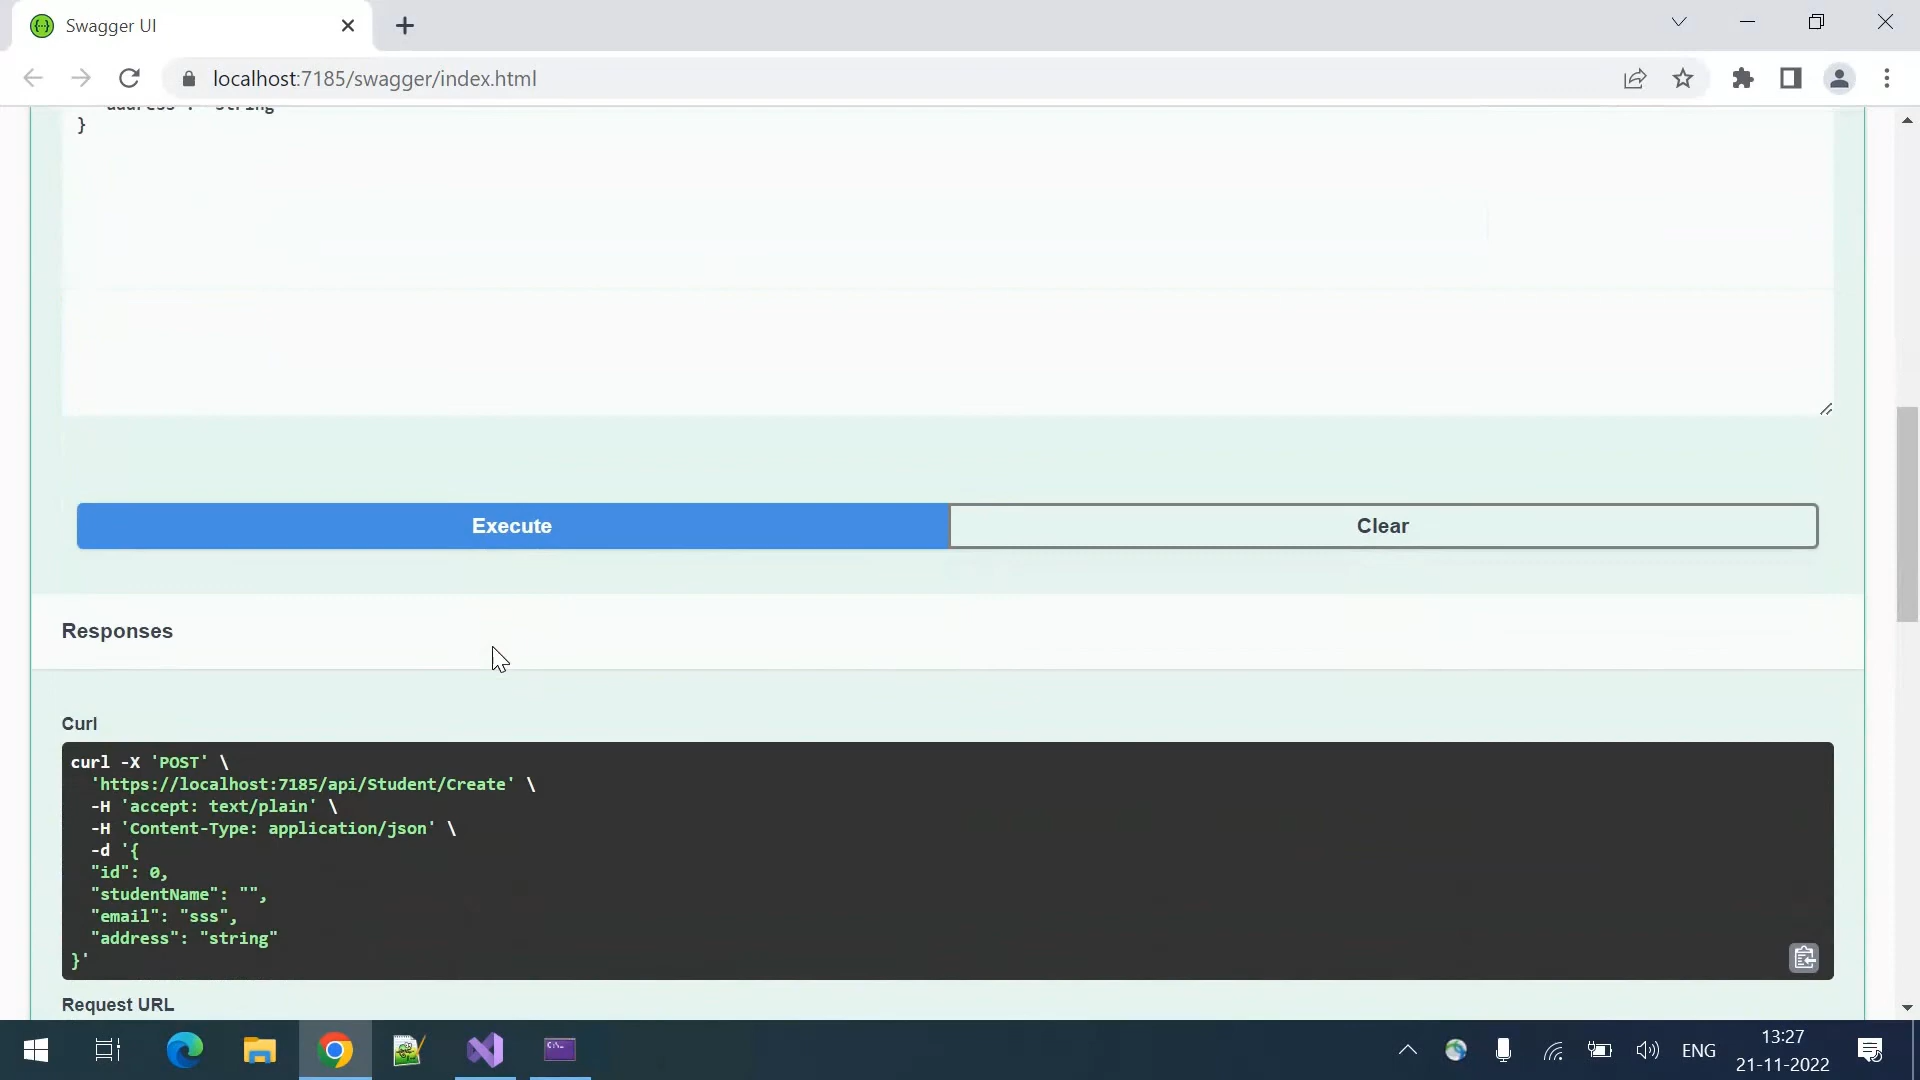 Swagger UI
localhost:7185/swagger/index.html
}
Execute
Clear
Responses
Curl
curl -X 'POST' \
'https://localhost:7185/api/Student/Create' \
-H 'accept: text/plain' \
-H 'Content-Type: application/json' \
-d '{
"id": 0,
"studentName": "",
"email": "sss",
"address": "string"
}'
Request URL
ENG
13:27
21-11-2022